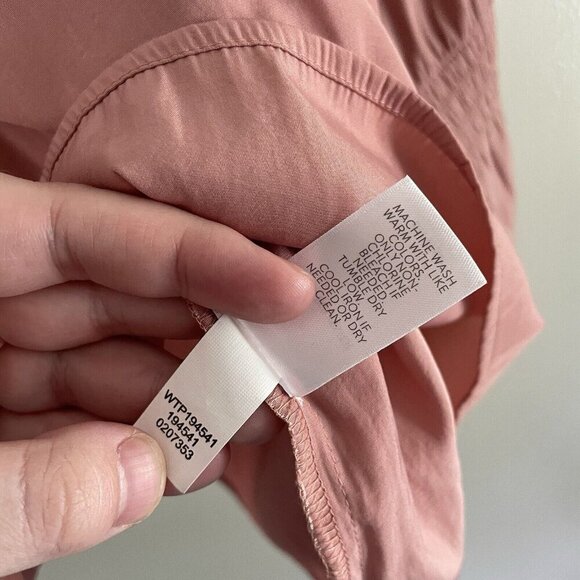 MACHINE WASH
WARM WITH LIKE
COLORS.
ONLY NON-
CHLORINE
BLEACH IF
NEEDED.
TUMBLE DRY
LOW.
COOL IRON IF
NEEDED OR DRY
CLEAN.
WTP194541
194541
0207353